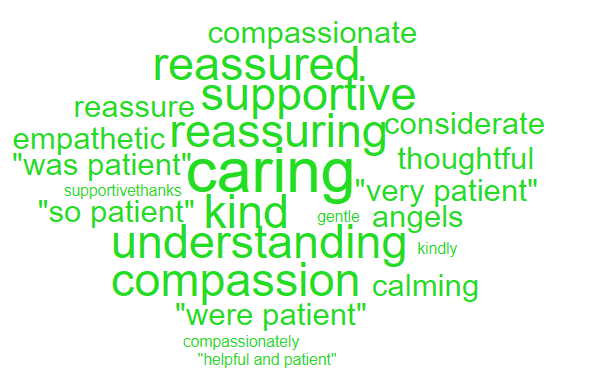 compassionate
reassured
supportive
reassure
reassuring
considerate
empathetic
"was patient"
caring
thoughtful
supportivethanks
"very patient"
"so patient"
kind
gentle
angels
understanding
kindly
compassion
calming
"were patient"
compassionately
"helpful and patient"